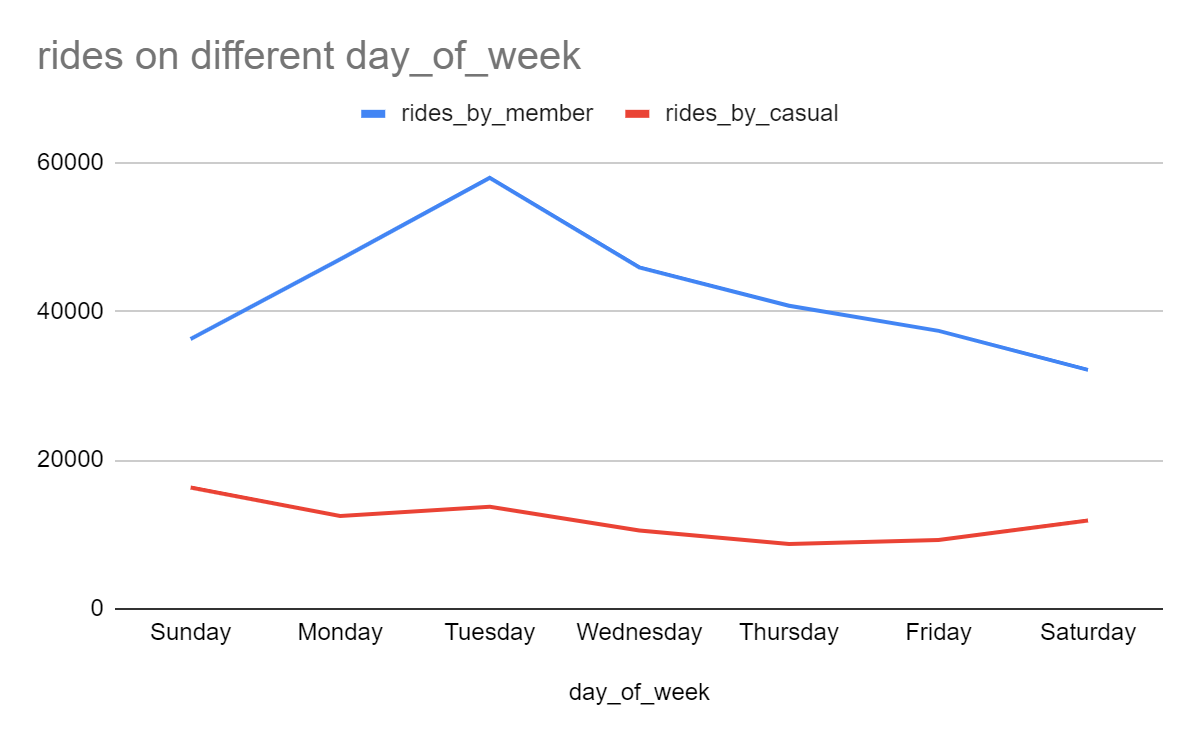 rides on different day_of_week
rides_by_member rides_by_casual
60000
40000
20000
0
Sunday Monday Tuesday Wednesday Thursday Friday Saturday
day_of_week